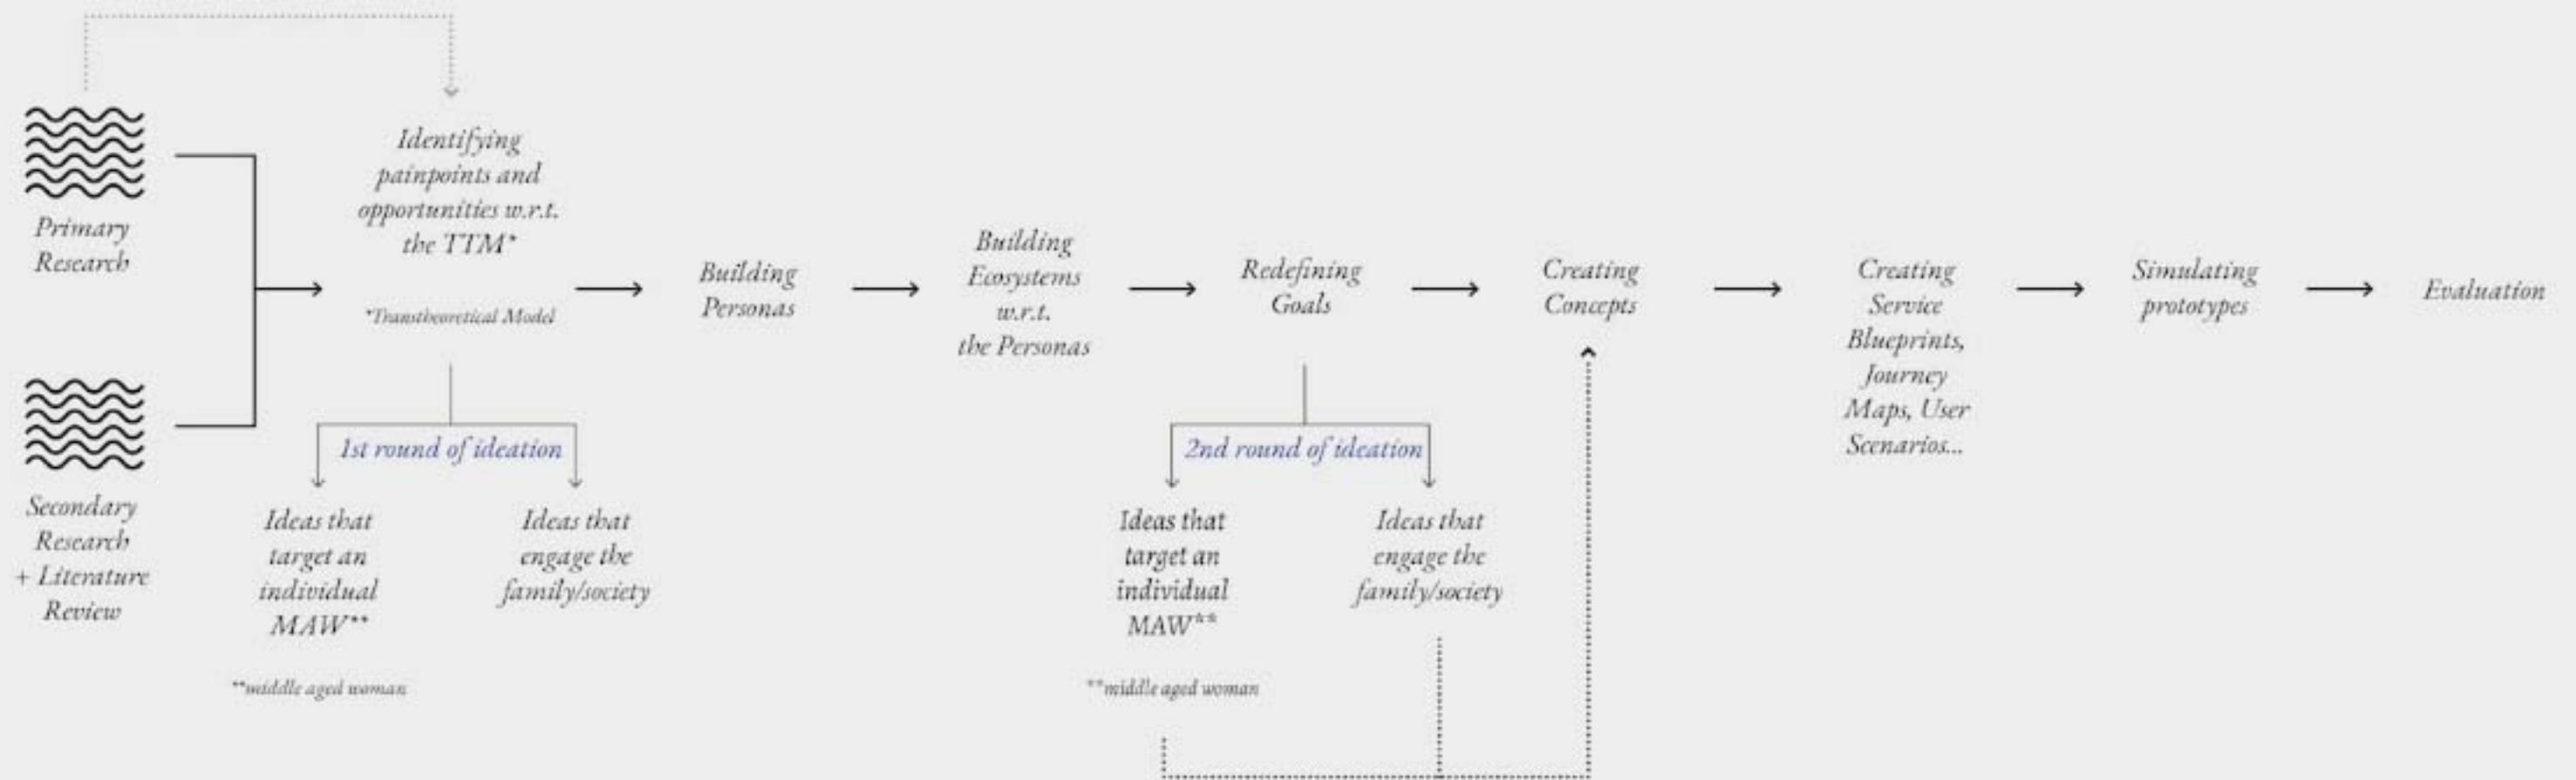 Primary
Research
Secondary
Research
+ Literature
Review
Identifying
painpoints and
opportunities w.r.t.
the TTM*
*Transtheoretical Model
1st round of ideation
Ideas that
target an
individual
MAW**
**middle aged woman
Ideas that
engage the
family/society
Building
Personas
Building
Ecosystems
w.r.t.
the Personas
Redefining
Goals
2nd round of ideation
Ideas that
target an
individual
MAW**
**middle aged woman
Ideas that
engage the
family/society
Creating
Concepts
Creating
Service
Blueprints,
Journey
Maps, User
Scenarios...
Simulating
prototypes
Evaluation